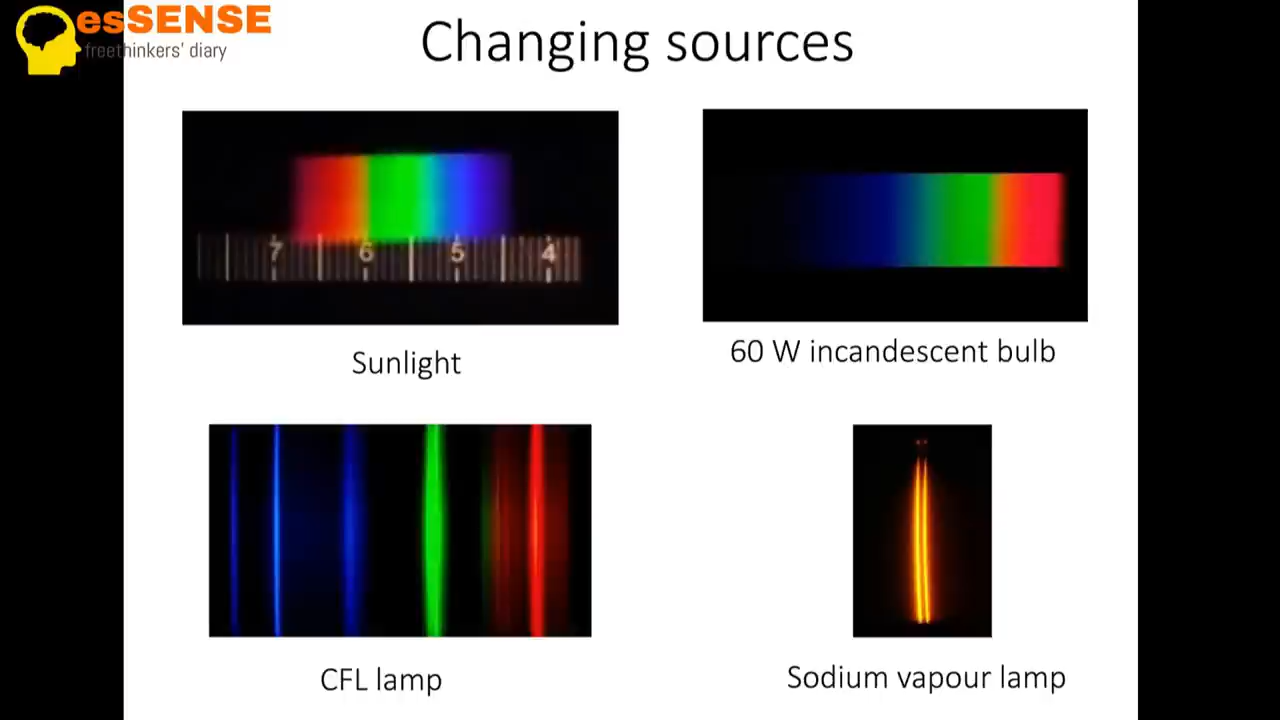 esSENSE
freethinkers' diary
Changing sources
7 6 5 4
Sunlight
60 W incandescent bulb
CFL lamp
Sodium vapour lamp